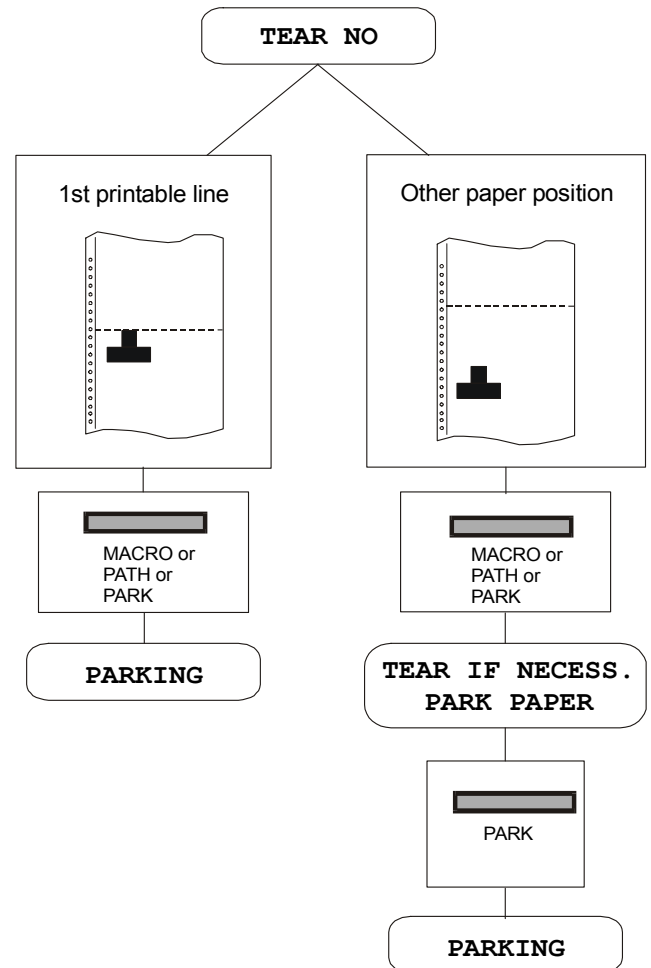 TEAR NO
1st printable line
MACRO or
PATH or
PARK
PARKING
Other paper position
MACRO or
PATH or
PARK
TEAR IF NECESS.
PARK PAPER
PARK
PARKING